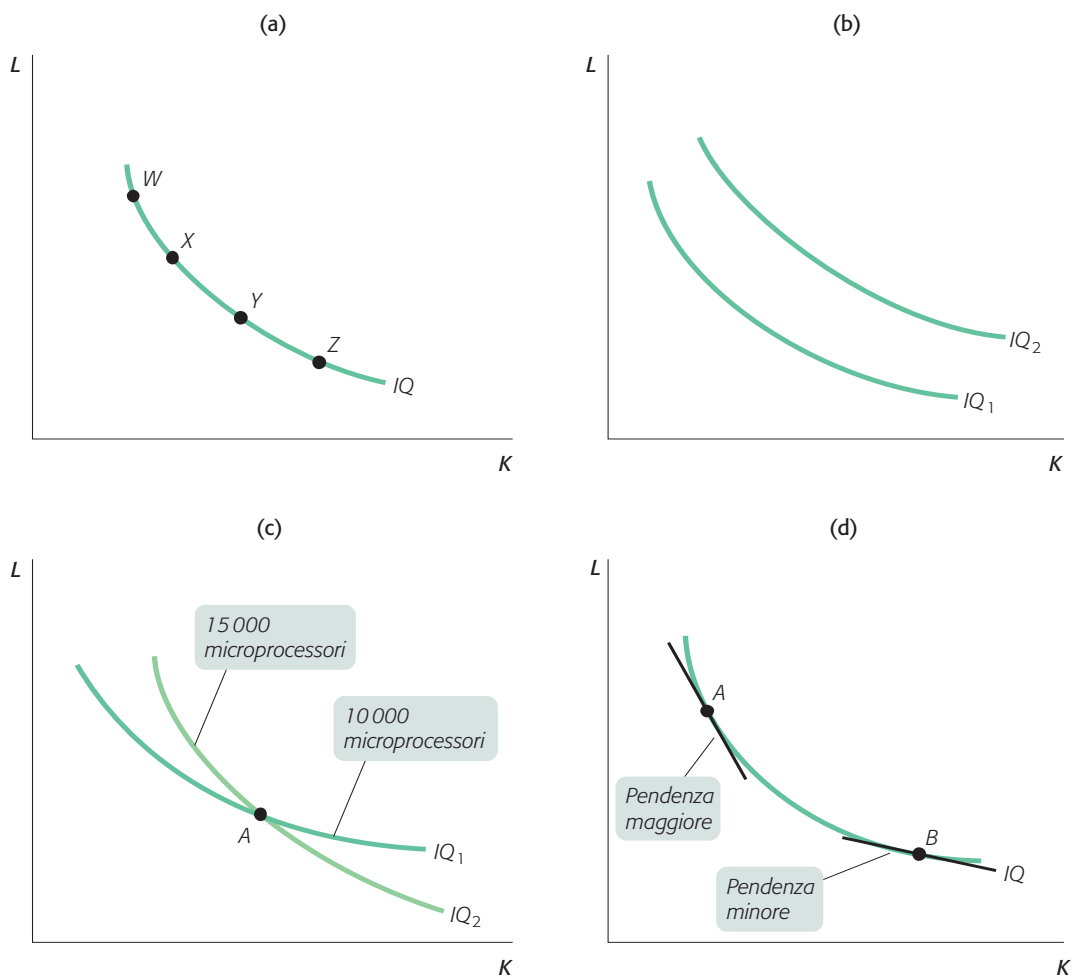 (a)
L
W
X
Y
Z
IQ
K
(b)
L
IQ2
IQ1
K
(c)
L
15 000
microprocessori
10 000
microprocessori
A
IQ1
IQ2
K
(d)
L
A
Pendenza
maggiore
B
IQ
Pendenza
minore
K